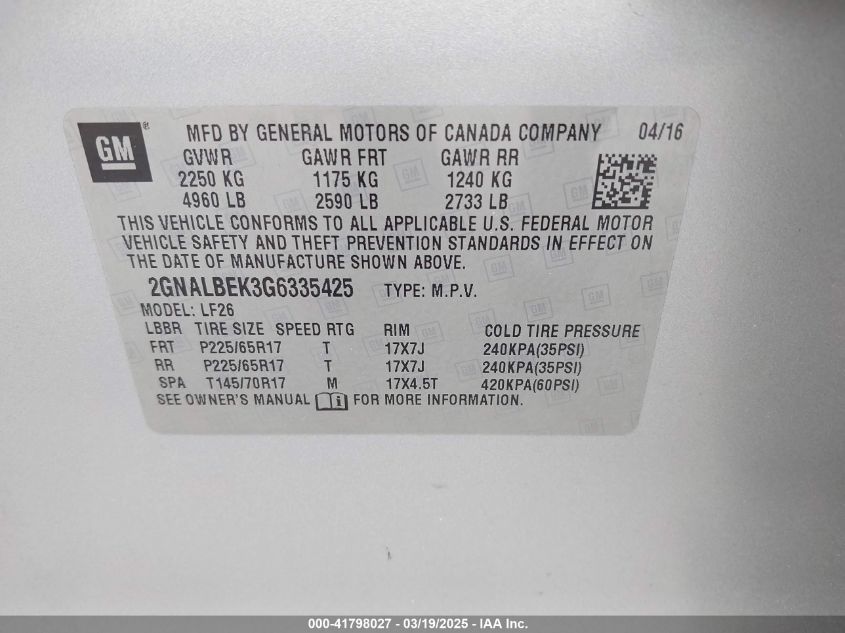 GM ® MFD BY GENERAL MOTORS OF CANADA COMPANY 04/16
GVWR GAWR FRT GAWR RR
2250 KG 1175 KG 1240 KG
4960 LB 2590 LB 2733 LB
THIS VEHICLE CONFORMS TO ALL APPLICABLE U.S. FEDERAL MOTOR
VEHICLE SAFETY AND THEFT PREVENTION STANDARDS IN EFFECT ON
THE DATE OF MANUFACTURE SHOWN ABOVE.
2GNALBEK3G6335425 TYPE: M.P.V.
MODEL: LF26
LBBR TIRE SIZE SPEED RTG RIM COLD TIRE PRESSURE
FRT P225/65R17 T 17X7J 240KPA(35PSI)
RR P225/65R17 T 17X7J 240KPA(35PSI)
SPA T145/70R17 M 17X4.5T 420KPA(60PSI)
SEE OWNER'S MANUAL i FOR MORE INFORMATION.
000-41798027 - 03/19/2025 - IAA Inc.